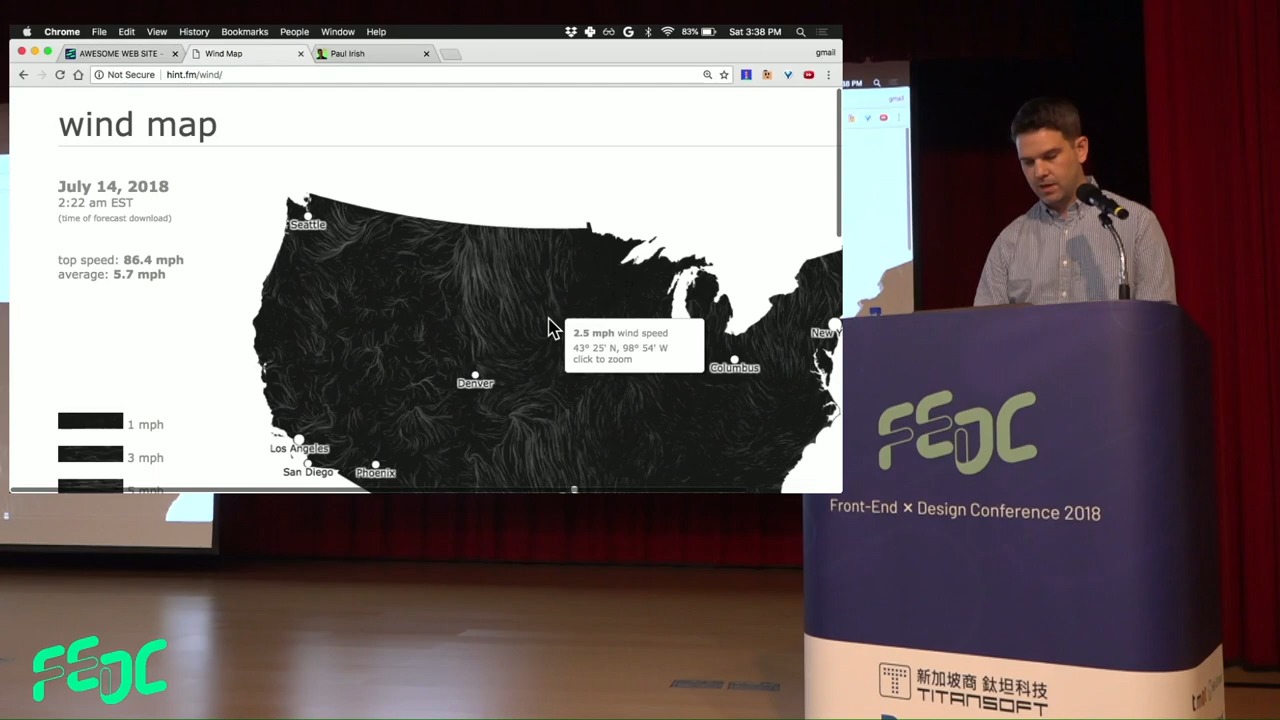 Chrome File Edit View History Bookmarks People Window Help 83% Sat 3:38 PM
AWESOME WEB SITE - Wind Map Paul Irish gmail
Not Secure hint.fm/wind/
wind map
July 14, 2018
2:22 am EST
(time of forecast download)
top speed: 86.4 mph
average: 5.7 mph
1 mph
3 mph
Seattle
Denver
Los Angeles
San Diego
Phoenix
Columbus
New Y
2.5 mph wind speed
43° 25' N, 98° 54' W
click to zoom
gmail
FEDC
Front-End × Design Conference 2018
新加坡商 鈦坦科技
TITANSOFT
FEDC